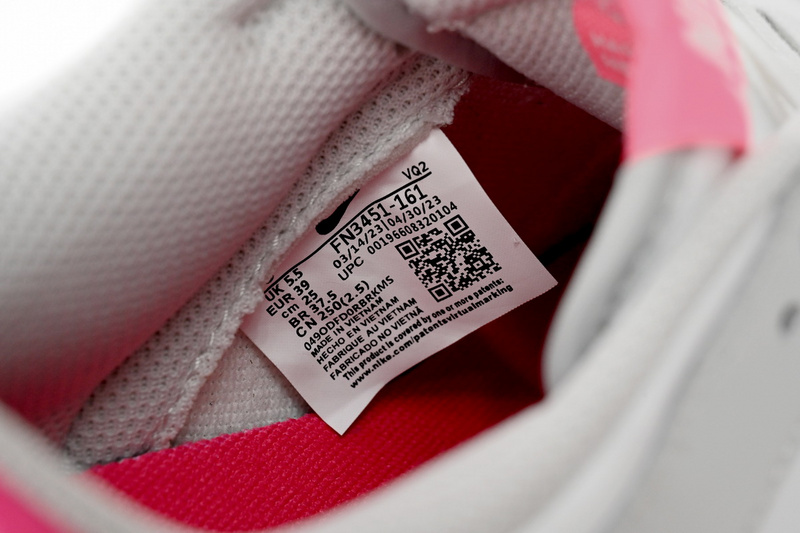 VQ2
FN3451-161
03/14/23|04/30/23
UPC 00196608320104
UK 5.5
EUR 39
cm 25
BR 37.5
CN 250(2.5)
049ODFDORBRKMS
MADE IN VIETNAM
HECHO EN VIETNAM
FABRIQUE AU VIETNAM
FABRICADO NO VIETNÃ
This product is covered by one or more patents:
www.nike.com/patentsvirtualmarking